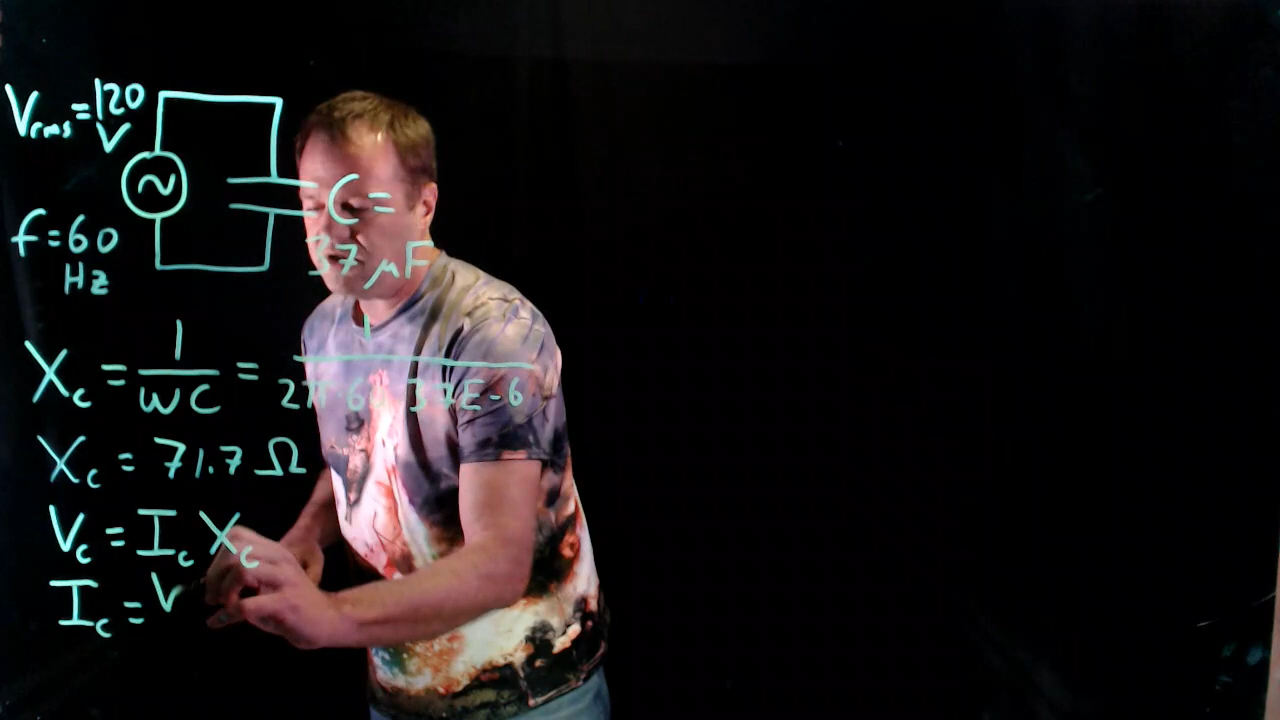 Vrms = 120 V
C = 37 μF
f = 60 Hz
Xc = 1/ωC = 1/2π·60·37E-6
Xc = 71.7 Ω
Vc = Ic Xc
Ic = V